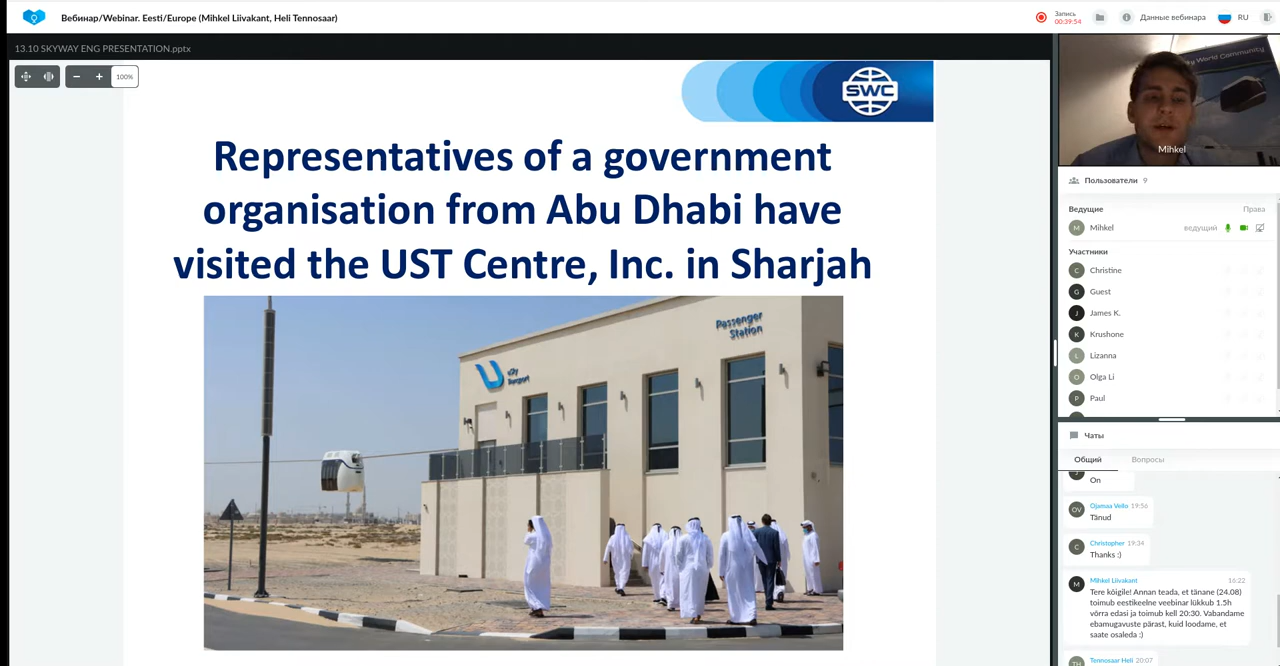 Вебинар/Webinar. Eesti/Europe (Mihkel Liivakant, Heli Tennosaar)
Запись
00:39:54
Данные вебинара
RU
13.10 SKYWAY ENG PRESENTATION.pptx
100%
SWC
Representatives of a government
organisation from Abu Dhabi have
visited the UST Centre, Inc. in Sharjah
Passenger
Station
World Community
Mihkel
Пользователи 9
Ведущие Права
M Mihkel ведущий
Участники
C Christine
G Guest
J James K.
K Krushone
L Lizanna
O Olga Li
P Paul
Чаты
Общий Вопросы
On
OV Ojamaa Vello 19:56
Tänud
C Christopher 19:34
Thanks :)
M Mihkel Liivakant 16:22
Tere kõigile! Annan teada, et tänane (24.08)
toimub eestikeelne veebinar lükkub 1.5h
võrra edasi ja toimub kell 20:30. Vabandame
ebamugavuste pärast, kuid loodame, et
saate osaleda :)
TH Tennosaar Heli 20:07